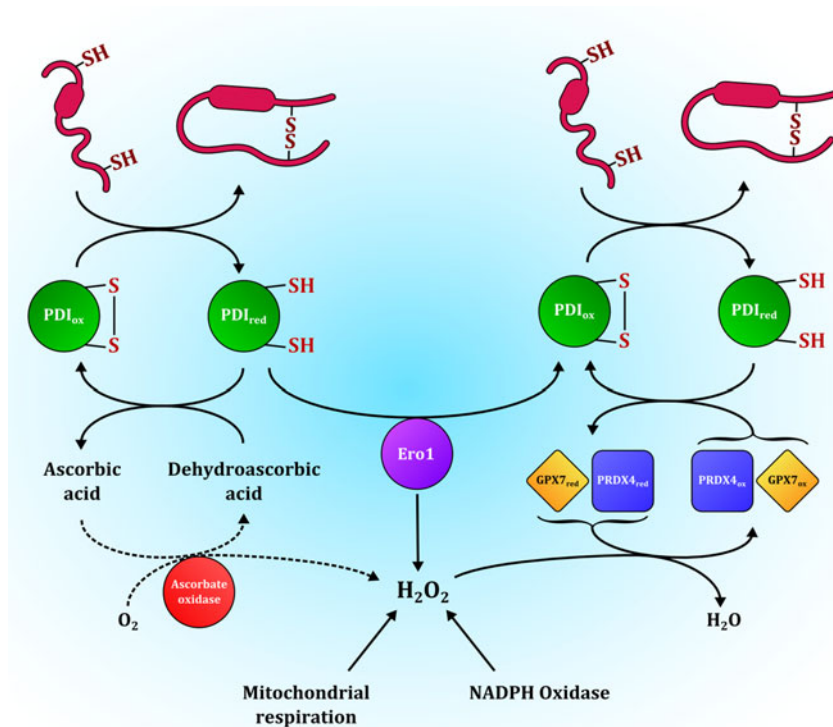 SH
SH
S
S
SH
SH
S
S
PDIox
S
S
PDIred
SH
SH
PDIox
S
S
PDIred
SH
SH
Ero1
Ascorbic
acid
Dehydroascorbic
acid
GPX7red
PRDX4red
PRDX4ox
GPX7ox
Ascorbate
oxidase
O2
H2O2
H2O
Mitochondrial
respiration
NADPH Oxidase